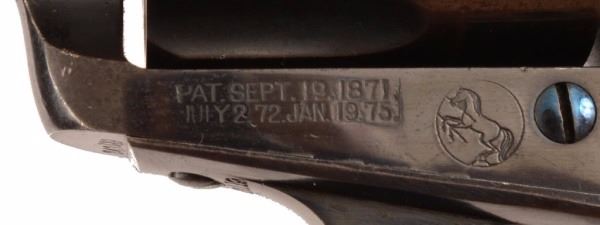 PAT. SEPT. 19. 1871.
JULY 2. 72. JAN. 19. 75.